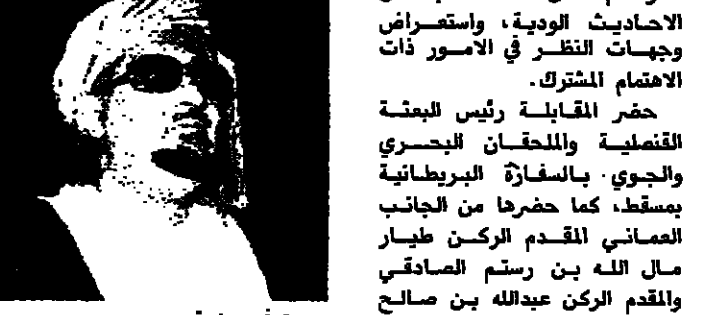 الاحاديث الودية، واستعراض
وجهات النظر في الامور ذات
الاهتمام المشترك.
حضر المقابلة رئيس البعثة
القنصلية والملحقان البحري
والجوي بالسفارة البريطانية
بمسقط، كما حضرها من الجانب
العماني المقدم الركن طيار
مال الله بن رستم الصادقي
والمقدم الركن عبدالله بن صالح